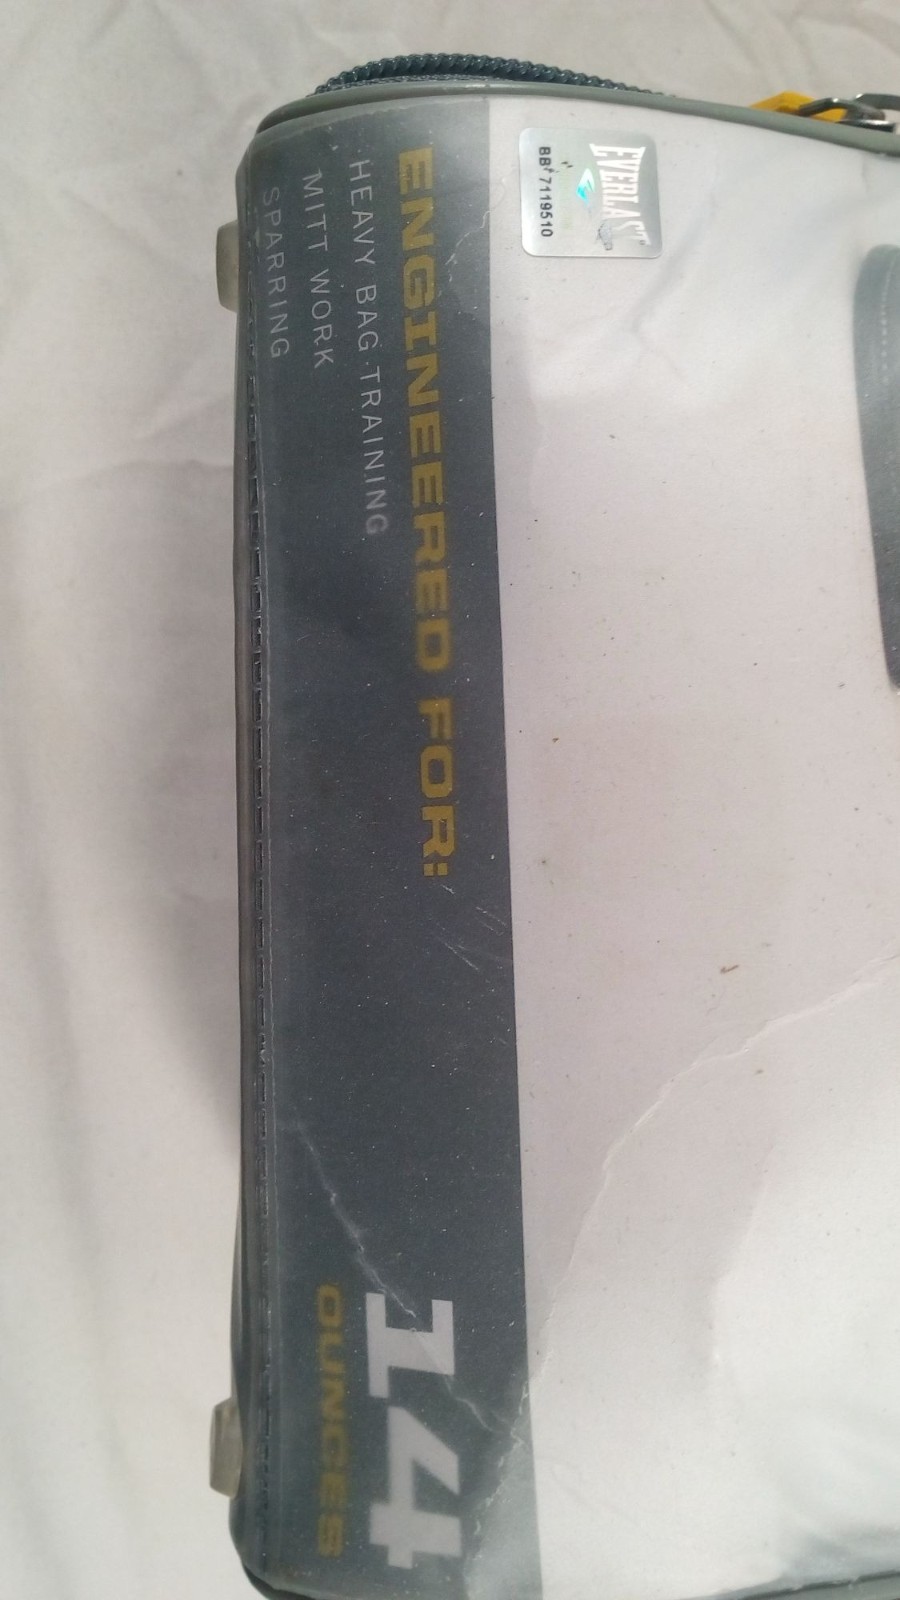 EVERLAST
BB 7119510
ENGINEERED FOR:
HEAVY BAG TRAINING
MITT WORK
SPARRING
14
OUNCES